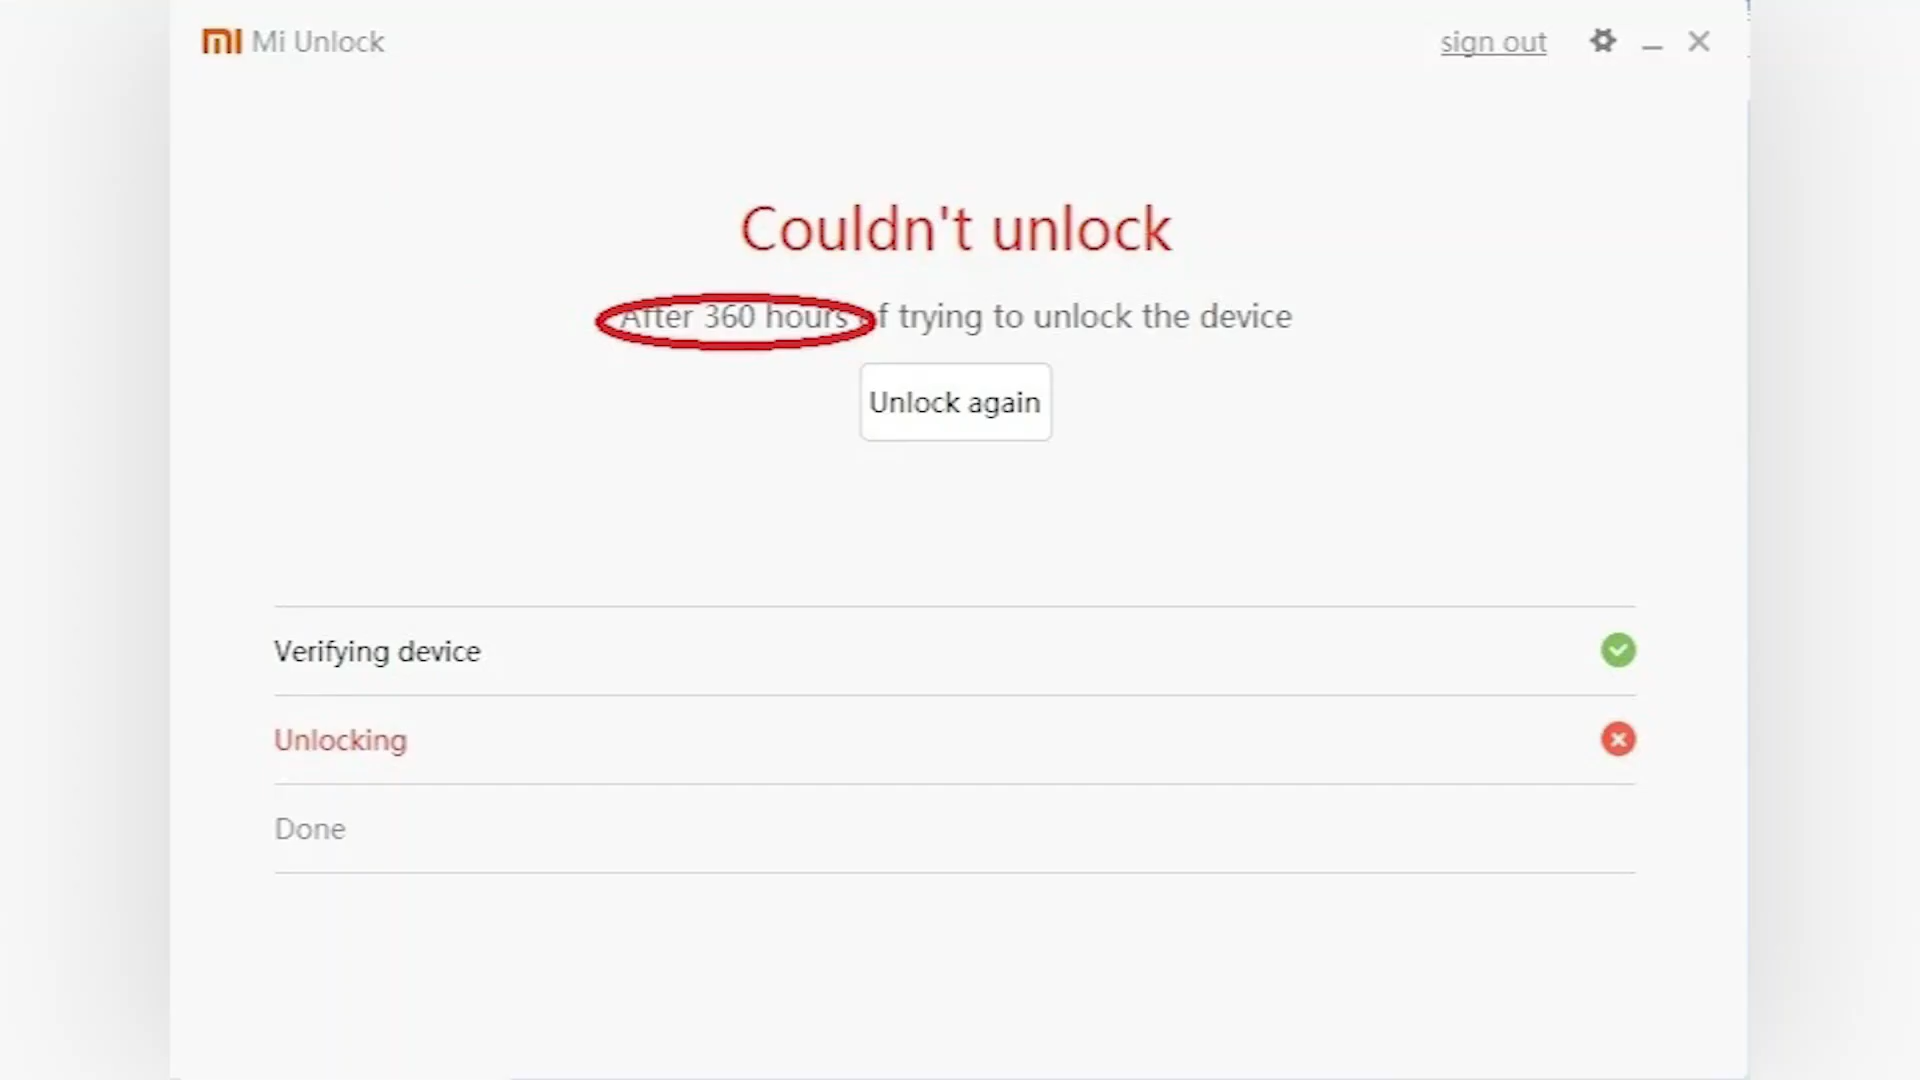 mi Mi Unlock
sign out
Couldn't unlock
After 360 hours of trying to unlock the device
Unlock again
Verifying device
Unlocking
Done